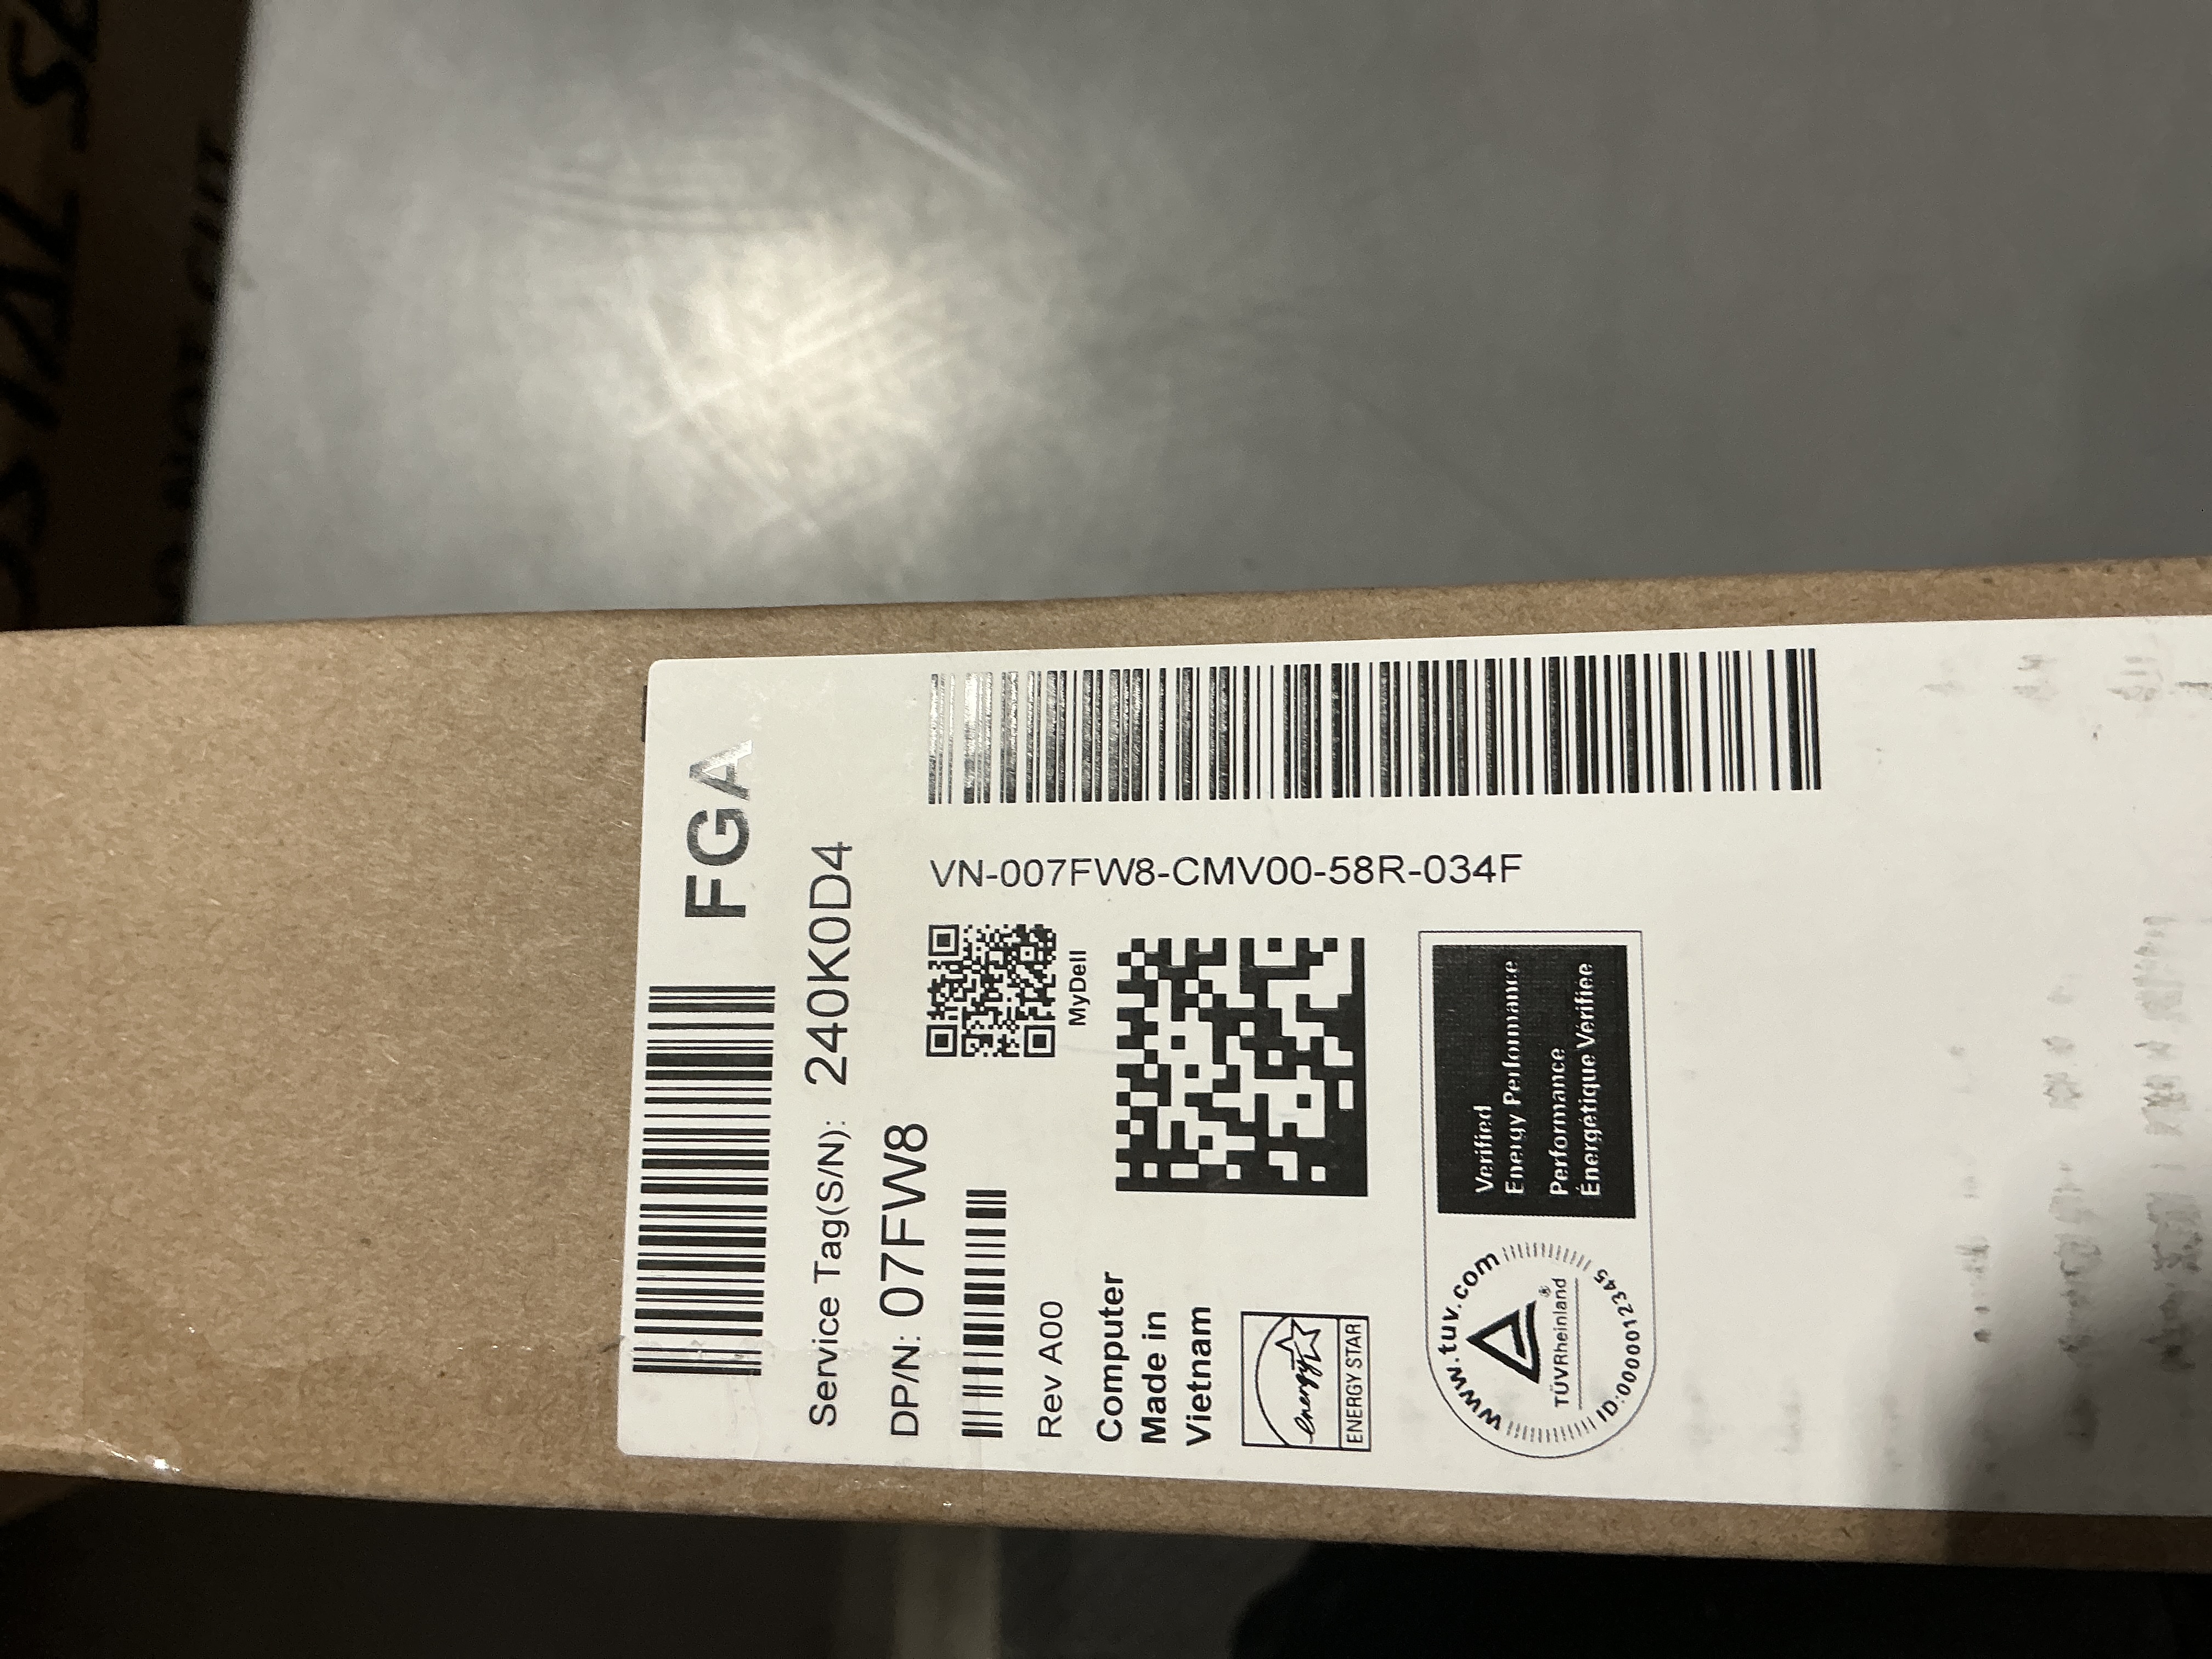 FGA
Service Tag(S/N): 240K0D4
DP/N: 07FW8
MyDell
VN-007FW8-CMV00-58R-034F
Rev A00
Computer
Made in
Vietnam
energy
ENERGY STAR
www.tuv.com
TÜVRheinland®
ID:0000012345
Verified
Energy Performance
Performance
Énergétique Vérifiée